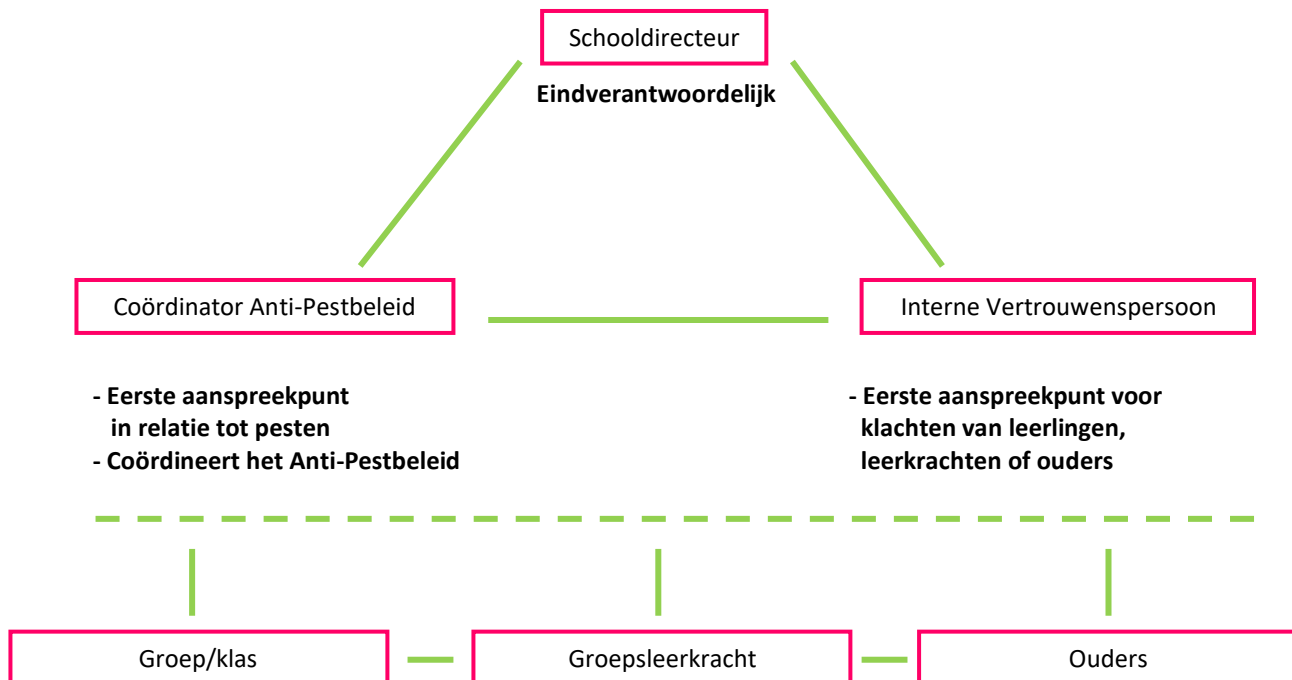 Schooldirecteur
Eindverantwoordelijk
Coördinator Anti-Pestbeleid
Interne Vertrouwenspersoon
- Eerste aanspreekpunt
in relatie tot pesten
- Coördineert het Anti-Pestbeleid
- Eerste aanspreekpunt voor
klachten van leerlingen,
leerkrachten of ouders
Groep/klas
Groepsleerkracht
Ouders